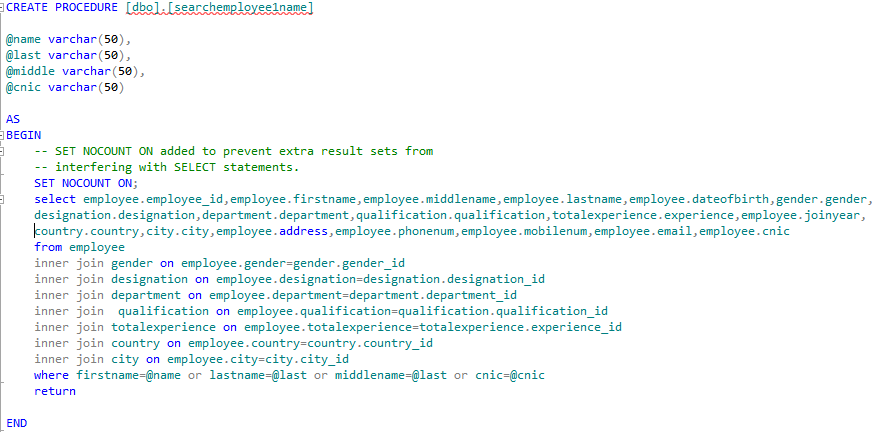 CREATE PROCEDURE [dbo].[searchemployee1name]
@name varchar(50),
@last varchar(50),
@middle varchar(50),
@cnic varchar(50)
AS
BEGIN
-- SET NOCOUNT ON added to prevent extra result sets from
-- interfering with SELECT statements.
SET NOCOUNT ON;
select employee.employee_id,employee.firstname,employee.middlename,employee.lastname,employee.dateofbirth,gender.gender,
designation.designation,department.department,qualification.qualification,totalexperience.experience,employee.joinyear,
country.country,city.city,employee.address,employee.phonenum,employee.mobilenum,employee.email,employee.cnic
from employee
inner join gender on employee.gender=gender.gender_id
inner join designation on employee.designation=designation.designation_id
inner join department on employee.department=department.department_id
inner join  qualification on employee.qualification=qualification.qualification_id
inner join totalexperience on employee.totalexperience=totalexperience.experience_id
inner join country on employee.country=country.country_id
inner join city on employee.city=city.city_id
where firstname=@name or lastname=@last or middlename=@last or cnic=@cnic
return
END